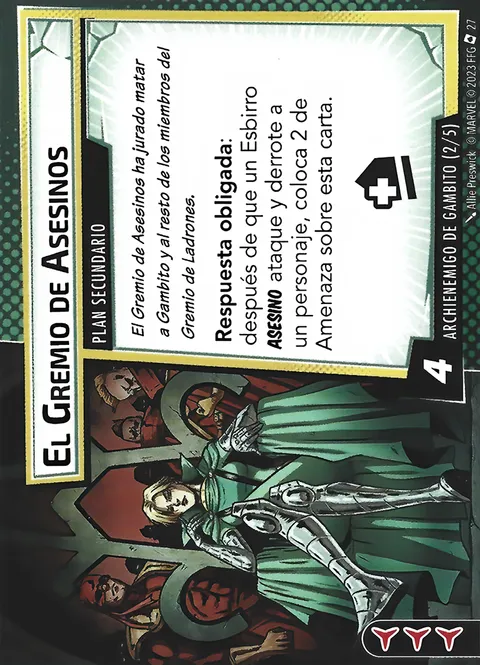 EL GREMIO DE ASESINOS
PLAN SECUNDARIO
El Gremio de Asesinos ha jurado matar
a Gambito y al resto de los miembros del
Gremio de Ladrones.
Respuesta obligada:
después de que un Esbirro
ASESINO ataque y derrote a
un personaje, coloca 2 de
Amenaza sobre esta carta.
4
ARCHIENEMIGO DE GAMBITO (2/5)
Allie Preswick © MARVEL © 2023 FFG 27